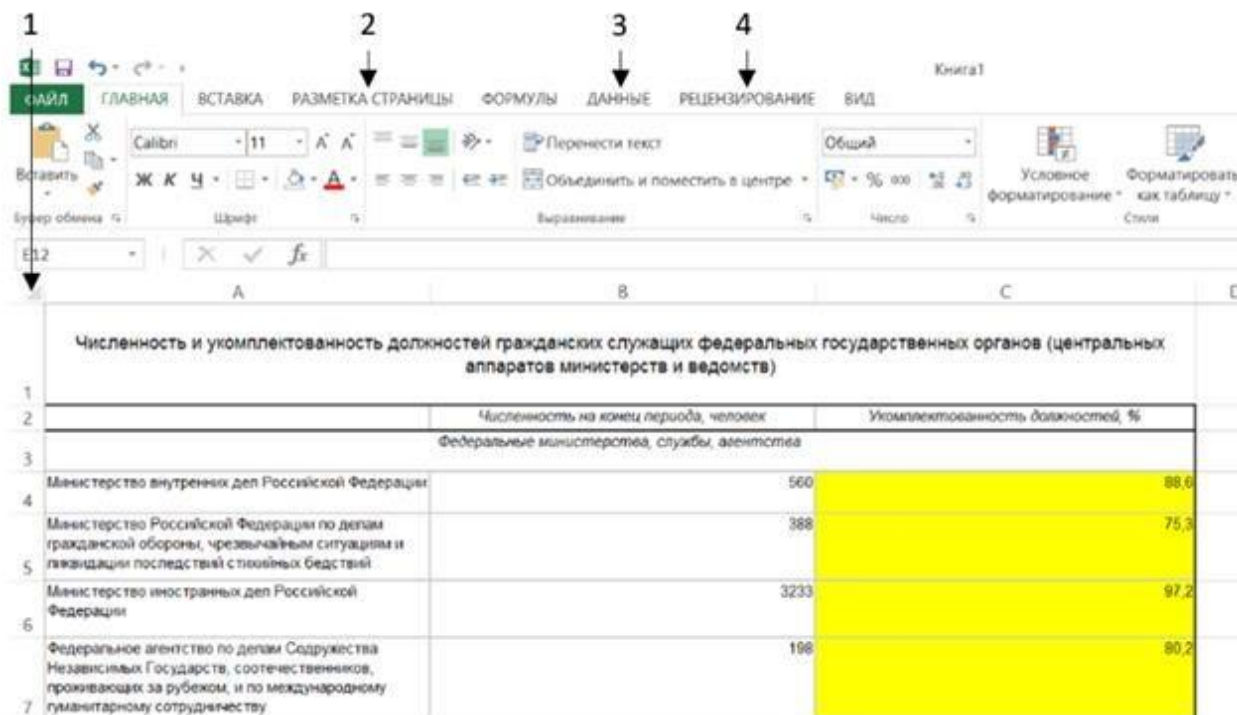 1 2 3 4
Книга1
ФАЙЛ ГЛАВНАЯ ВСТАВКА РАЗМЕТКА СТРАНИЦЫ ФОРМУЛЫ ДАННЫЕ РЕЦЕНЗИРОВАНИЕ ВИД
Calibri 11 Перенести текст Общий
Вставить Ж К Ч Объединить и поместить в центре % 000 Условное форматирование Форматировать как таблицу
Буфер обмена Шрифт Выравнивание Число Стили
E12 fx
A B C D
1 Численность и укомплектованность должностей гражданских служащих федеральных государственных органов (центральных
аппаратов министерств и ведомств)
2 Численность на конец периода, человек Укомплектованность должностей, %
3 Федеральные министерства, службы, агентства
4 Министерство внутренних дел Российской Федерации 560 88,6
Министерство Российской Федерации по делам 388 75,3
гражданской обороны, чрезвычайным ситуациям и
5 ликвидации последствий стихийных бедствий
Министерство иностранных дел Российской 3233 97,2
6 Федерации
Федеральное агентство по делам Содружества 198 80,2
Независимых Государств, соотечественников,
проживающих за рубежом, и по международному
7 гуманитарному сотрудничеству